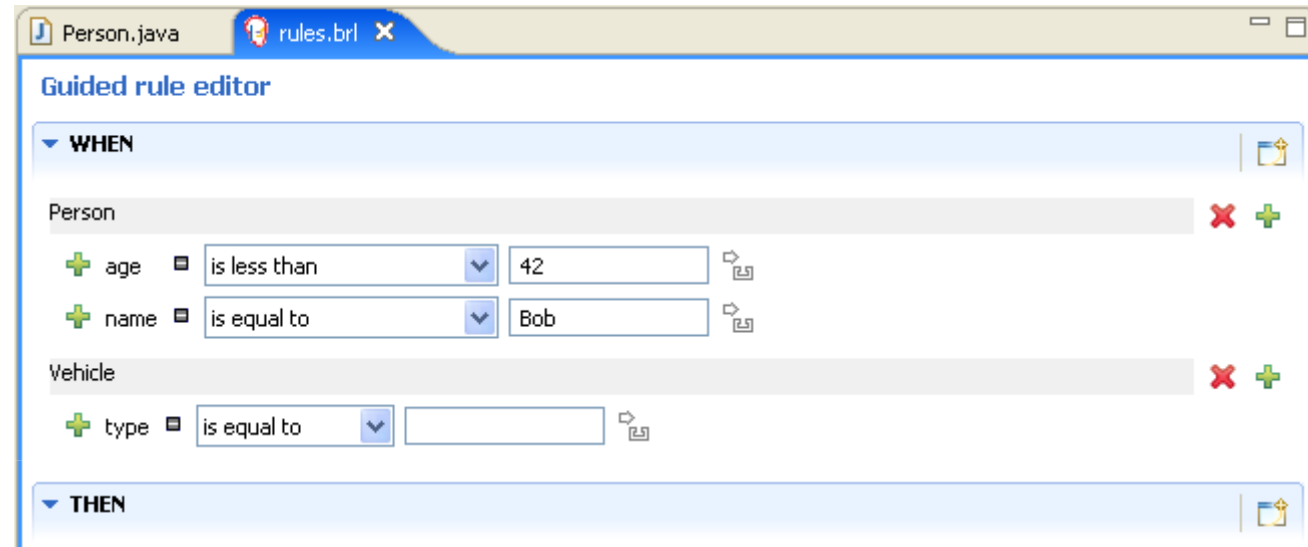 Person.java rules.brl
Guided rule editor
WHEN
Person
age is less than 42
name is equal to Bob
Vehicle
type is equal to
THEN